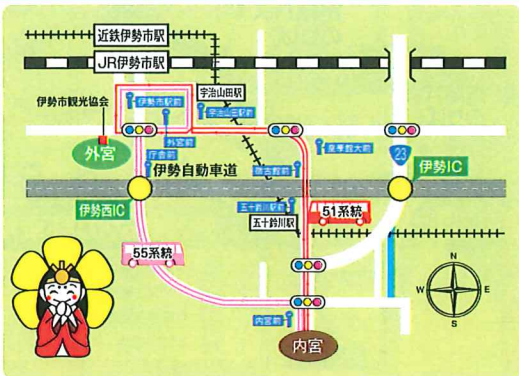 近鉄伊勢市駅
JR伊勢市駅
宇治山田駅
伊勢市駅前
宇治山田駅前
伊勢市観光協会
外宮前
外宮
庁舎前
伊勢自動車道
徴古館前
皇學館大前
23
伊勢IC
伊勢西IC
五十鈴川駅前
五十鈴川駅
51系統
55系統
内宮前
内宮
N
W
E
S